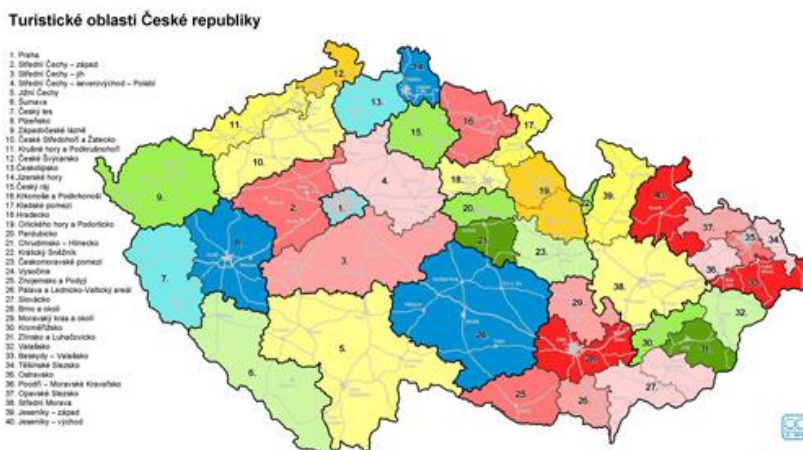 Turistické oblasti České republiky
1. Praha
2. Střední Čechy – západ
3. Střední Čechy – jih
4. Střední Čechy – severovýchod – Polabí
5. Jižní Čechy
6. Šumava
7. Český les
8. Plzeňsko
9. Západočeské lázně
10. České Středohoří a Žatecko
11. Krušné hory a Podkrušnohoří
12. České Švýcarsko
13. Českolipsko
14. Jizerské hory
15. Český ráj
16. Krkonoše a Podkrkonoší
17. Kladské pomezí
18. Hradecko
19. Orlického hory a Podorlicko
20. Pardubicko
21. Chrudimsko – Hlinecko
22. Králický Sněžník
23. Českomoravské pomezí
24. Vysočina
25. Znojemsko a Podyjí
26. Pálava a Lednicko-Valtický areál
27. Slovácko
28. Brno a okolí
29. Moravský kras a okolí
30. Kroměřížsko
31. Zlínsko a Luhačovicko
32. Valašsko
33. Beskydy – Valašsko
34. Těšínské Slezsko
35. Ostravsko
36. Poodří – Moravské Kravařsko
37. Opavské Slezsko
38. Střední Morava
39. Jeseníky – západ
40. Jeseníky – východ
12.
14.
13.
11.
16.
17.
15.
10.
4.
18.
9.
19.
39.
40.
2.
1.
20.
37.
35.
34.
8.
21.
23.
36.
33.
3.
7.
38.
29.
32.
24.
5.
28.
30.
31.
6.
27.
25.
26.